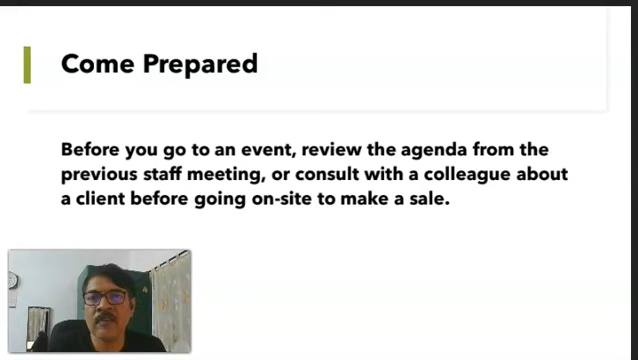 Come Prepared
Before you go to an event, review the agenda from the
previous staff meeting, or consult with a colleague about
a client before going on-site to make a sale.